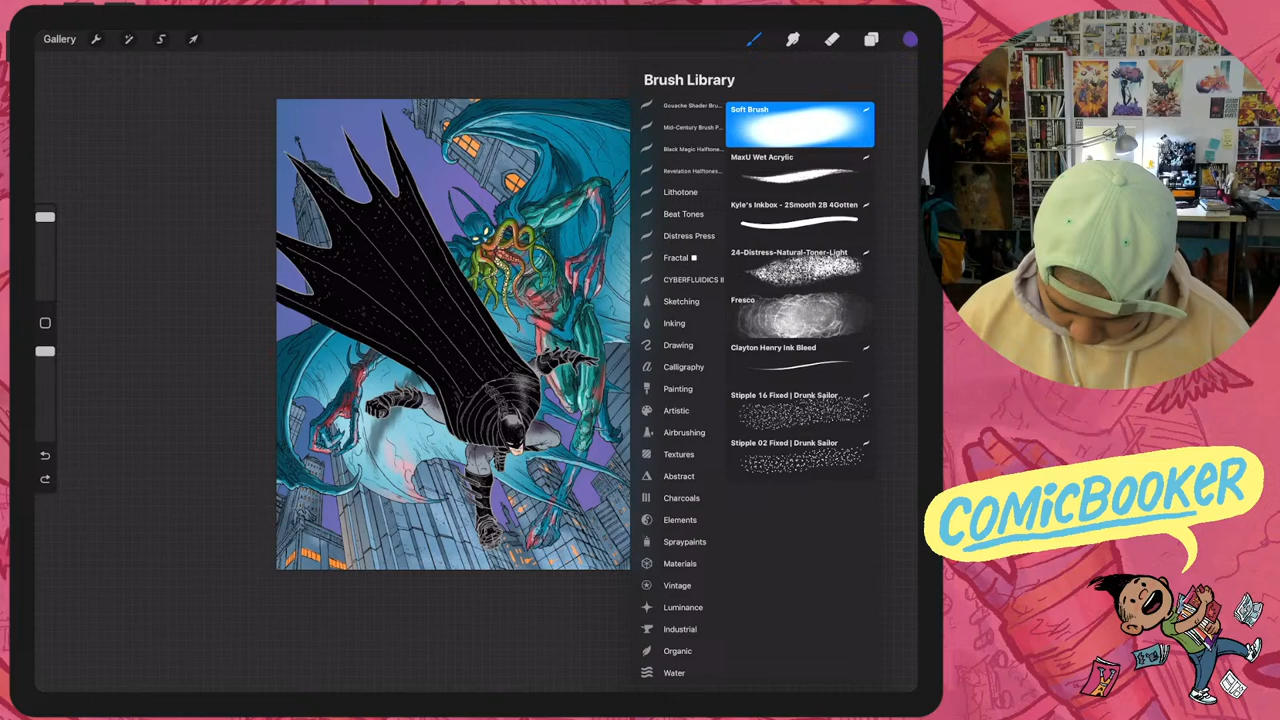 Gallery
Brush Library
Gouache Shader Bru...
Mid-Century Brush P...
Black Magic Halftone...
Revelation Halftones...
Lithotone
Beat Tones
Distress Press
Fractal
CYBERFLUIDICS II
Sketching
Inking
Drawing
Calligraphy
Painting
Artistic
Airbrushing
Textures
Abstract
Charcoals
Elements
Spraypaints
Materials
Vintage
Luminance
Industrial
Organic
Water
Soft Brush
MaxU Wet Acrylic
Kyle's Inkbox - 2Smooth 2B 4Gotten
24-Distress-Natural-Toner-Light
Fresco
Clayton Henry Ink Bleed
Stipple 16 Fixed | Drunk Sailor
Stipple 02 Fixed | Drunk Sailor
COMICBOOKER